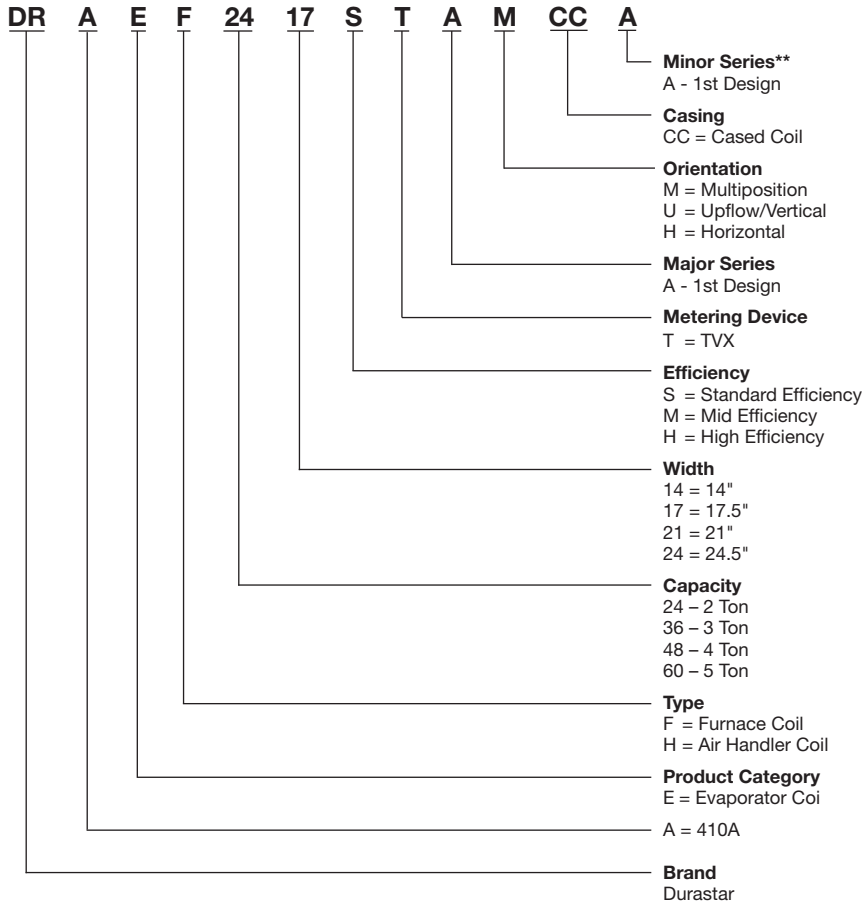 DR A E F 24 17 S T A M CC A
Minor Series**
A - 1st Design
Casing
CC = Cased Coil
Orientation
M = Multiposition
U = Upflow/Vertical
H = Horizontal
Major Series
A - 1st Design
Metering Device
T = TVX
Efficiency
S = Standard Efficiency
M = Mid Efficiency
H = High Efficiency
Width
14 = 14"
17 = 17.5"
21 = 21"
24 = 24.5"
Capacity
24 – 2 Ton
36 – 3 Ton
48 – 4 Ton
60 – 5 Ton
Type
F = Furnace Coil
H = Air Handler Coil
Product Category
E = Evaporator Coi
A = 410A
Brand
Durastar